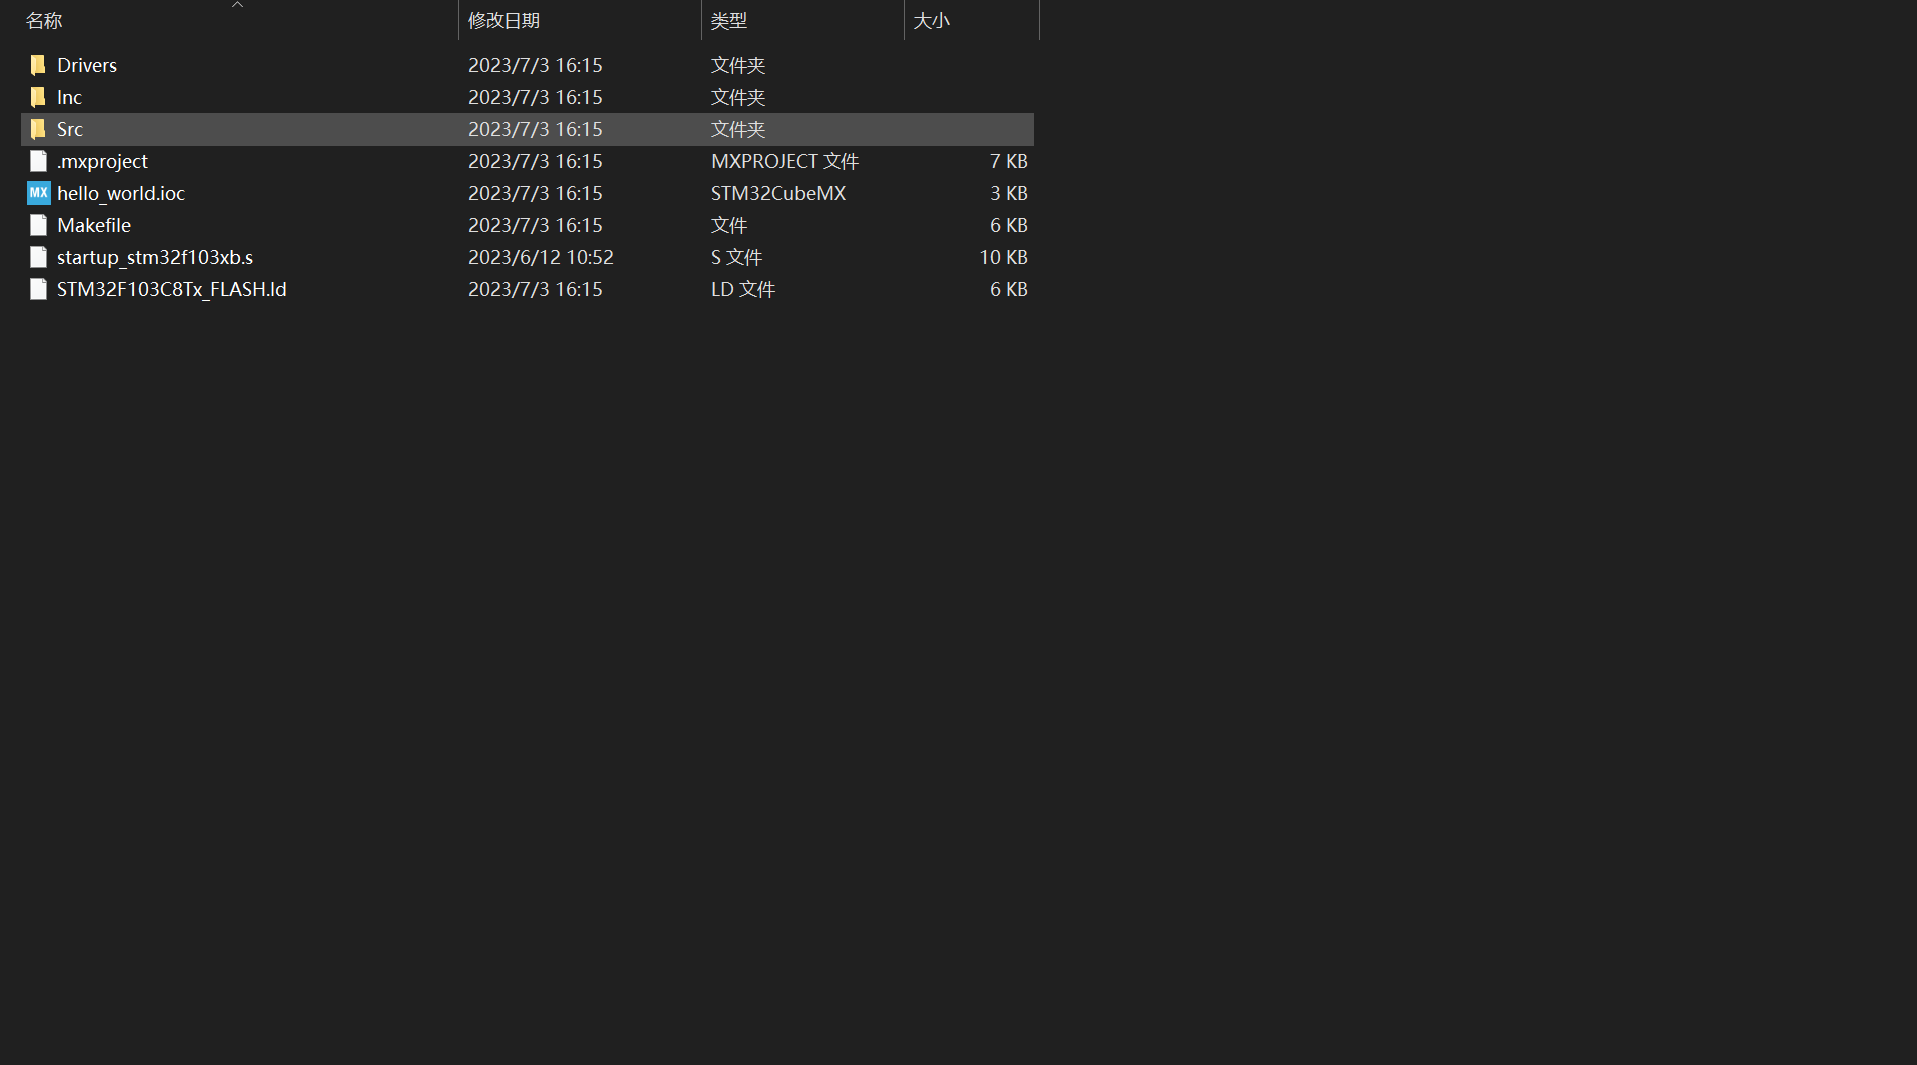 名称 修改日期 类型 大小
Drivers 2023/7/3 16:15 文件夹
Inc 2023/7/3 16:15 文件夹
Src 2023/7/3 16:15 文件夹
.mxproject 2023/7/3 16:15 MXPROJECT 文件 7 KB
MX hello_world.ioc 2023/7/3 16:15 STM32CubeMX 3 KB
Makefile 2023/7/3 16:15 文件 6 KB
startup_stm32f103xb.s 2023/6/12 10:52 S 文件 10 KB
STM32F103C8Tx_FLASH.ld 2023/7/3 16:15 LD 文件 6 KB